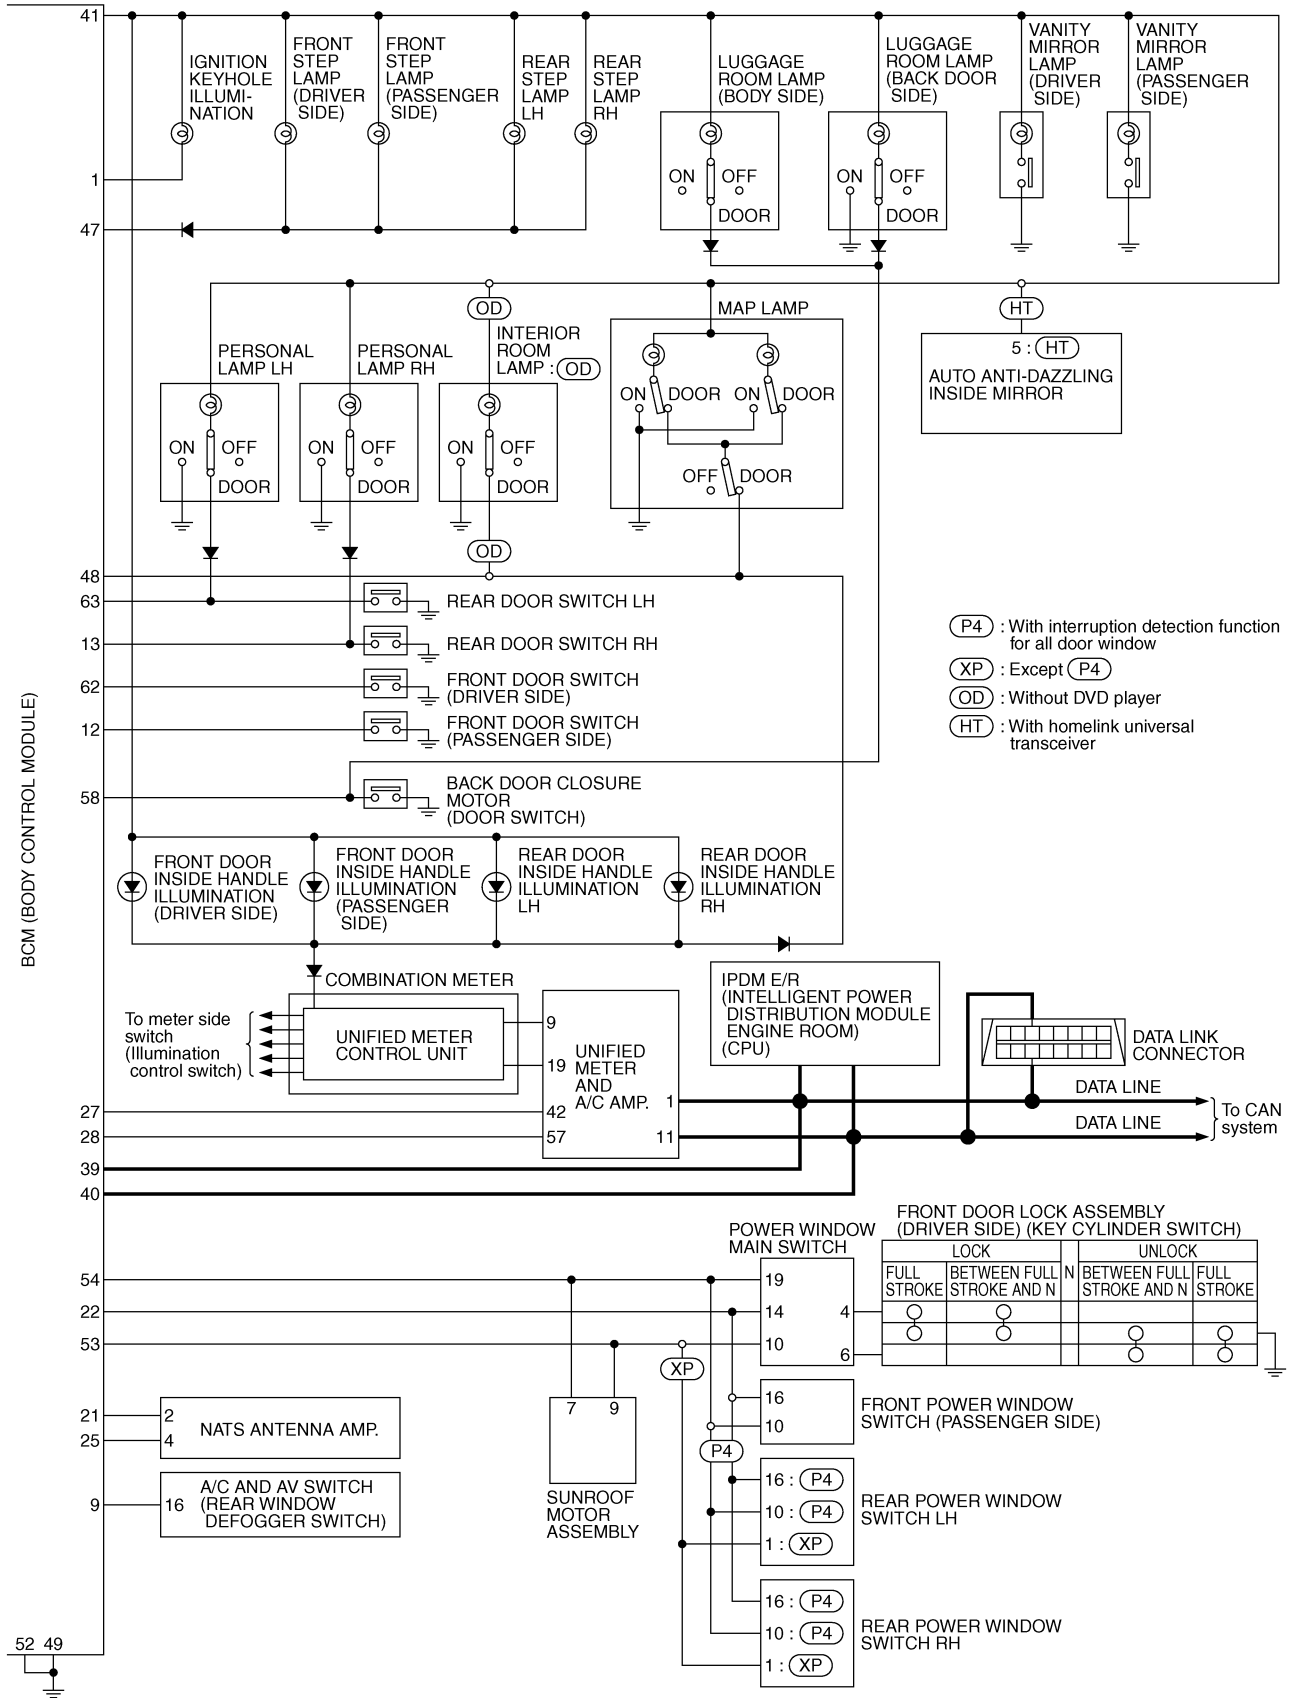 41
IGNITION
KEYHOLE
ILLUMI-
NATION
FRONT
STEP
LAMP
(DRIVER
SIDE)
FRONT
STEP
LAMP
(PASSENGER
SIDE)
REAR
STEP
LAMP
LH
REAR
STEP
LAMP
RH
LUGGAGE
ROOM LAMP
(BODY SIDE)
LUGGAGE
ROOM LAMP
(BACK DOOR
SIDE)
VANITY
MIRROR
LAMP
(DRIVER
SIDE)
VANITY
MIRROR
LAMP
(PASSENGER
SIDE)
ON OFF
DOOR
ON OFF
DOOR
1
47
OD
MAP LAMP
HT
PERSONAL
LAMP LH
PERSONAL
LAMP RH
INTERIOR
ROOM
LAMP : OD
5 : HT
AUTO ANTI-DAZZLING
INSIDE MIRROR
ON DOOR
ON DOOR
OFF DOOR
ON OFF
DOOR
ON OFF
DOOR
ON OFF
DOOR
OD
48
63
REAR DOOR SWITCH LH
13
REAR DOOR SWITCH RH
62
FRONT DOOR SWITCH
(DRIVER SIDE)
12
FRONT DOOR SWITCH
(PASSENGER SIDE)
58
BACK DOOR CLOSURE
MOTOR
(DOOR SWITCH)
P4 : With interruption detection function
for all door window
XP : Except P4
OD : Without DVD player
HT : With homelink universal
transceiver
BCM (BODY CONTROL MODULE)
FRONT DOOR
INSIDE HANDLE
ILLUMINATION
(DRIVER SIDE)
FRONT DOOR
INSIDE HANDLE
ILLUMINATION
(PASSENGER
SIDE)
REAR DOOR
INSIDE HANDLE
ILLUMINATION
LH
REAR DOOR
INSIDE HANDLE
ILLUMINATION
RH
COMBINATION METER
To meter side
switch
(Illumination
control switch)
UNIFIED METER
CONTROL UNIT
9
19
42
57
UNIFIED
METER
AND
A/C AMP.
1
11
IPDM E/R
(INTELLIGENT POWER
DISTRIBUTION MODULE
ENGINE ROOM)
(CPU)
DATA LINK
CONNECTOR
DATA LINE
DATA LINE
To CAN
system
27
28
39
40
FRONT DOOR LOCK ASSEMBLY
(DRIVER SIDE) (KEY CYLINDER SWITCH)
POWER WINDOW
MAIN SWITCH
LOCK
UNLOCK
FULL
STROKE
BETWEEN FULL
STROKE AND N
N
BETWEEN FULL
STROKE AND N
FULL
STROKE
54
22
53
19
14
10
4
6
XP
16
10
FRONT POWER WINDOW
SWITCH (PASSENGER SIDE)
P4
21
25
2
4
NATS ANTENNA AMP.
7 9
SUNROOF
MOTOR
ASSEMBLY
16 : P4
10 : P4
1 : XP
REAR POWER WINDOW
SWITCH LH
9
16
A/C AND AV SWITCH
(REAR WINDOW
DEFOGGER SWITCH)
16 : P4
10 : P4
1 : XP
REAR POWER WINDOW
SWITCH RH
52 49